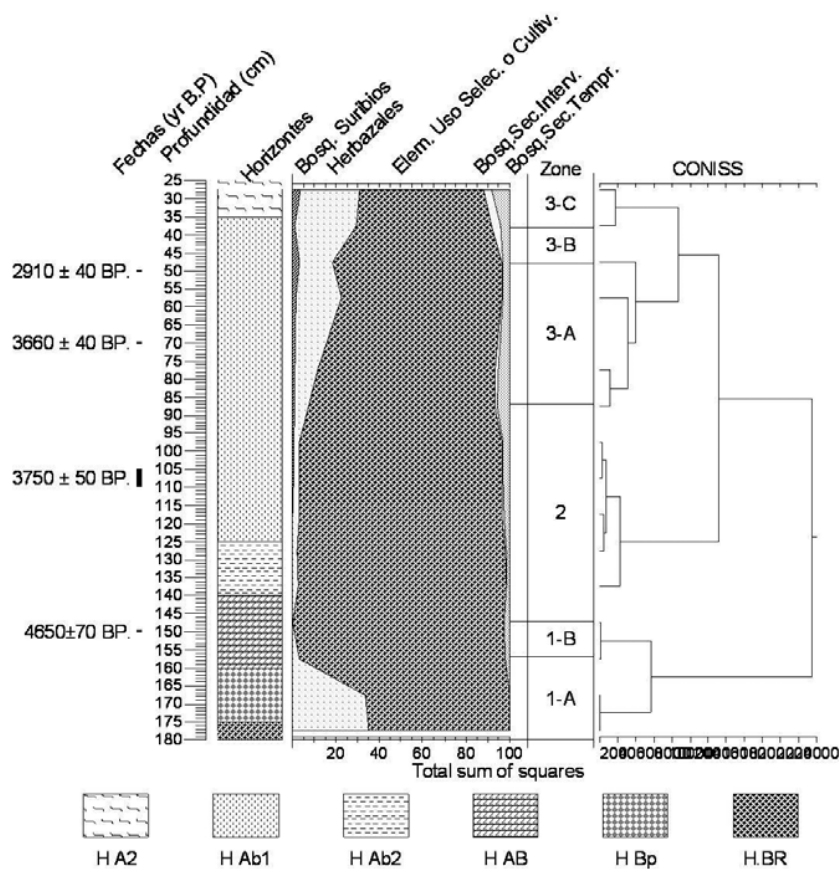 Fechas (yr B.P)
Profundidad (cm)
Horizontes
Bosq. Suribios
Herbazales
Elem. Uso Selec. o Cultiv.
Bosq.Sec.Interv.
Bosq.Sec.Tempr.
Zone
CONISS
25
30
35
40
45
50
55
60
65
70
75
80
85
90
95
100
105
110
115
120
125
130
135
140
145
150
155
160
165
170
175
180
2910 ± 40 BP.
3660 ± 40 BP.
3750 ± 50 BP.
4650±70 BP.
3-C
3-B
3-A
2
1-B
1-A
20 40 60 80 100
Total sum of squares
H A2 H Ab1 H Ab2 H AB H Bp H.BR